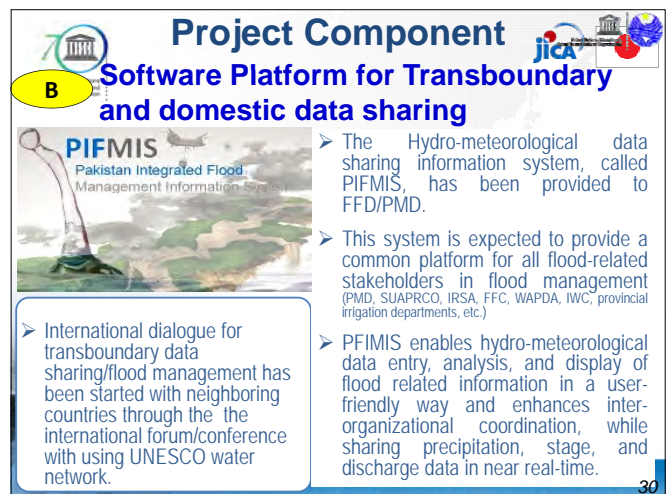 Project Component
jICA
B
Software Platform for Transboundary
and domestic data sharing
PIFMIS
Pakistan Integrated Flood
Management Information System
➢ International dialogue for
transboundary data
sharing/flood management has
been started with neighboring
countries through the the
international forum/conference
with using UNESCO water
network.
➢ The Hydro-meteorological data
sharing information system, called
PIFMIS, has been provided to
FFD/PMD.
➢ This system is expected to provide a
common platform for all flood-related
stakeholders in flood management
(PMD, SUAPRCO, IRSA, FFC, WAPDA, IWC, provincial
irrigation departments, etc.)
➢ PFIMIS enables hydro-meteorological
data entry, analysis, and display of
flood related information in a user-
friendly way and enhances inter-
organizational coordination, while
sharing precipitation, stage, and
discharge data in near real-time.
30